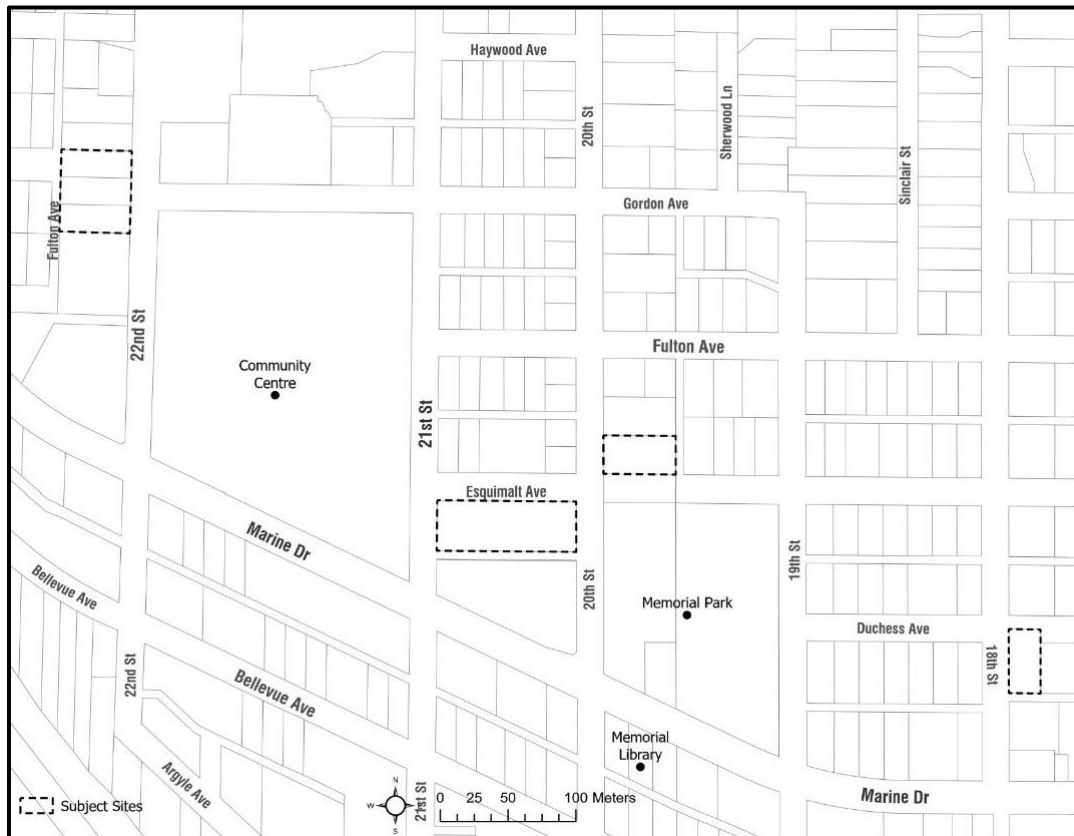 Haywood Ave
20th St
Sherwood Ln
Sinclair St
Gordon Ave
Fulton Ave
22nd St
Fulton Ave
Community
Centre
21st St
Esquimalt Ave
Marine Dr
19th St
20th St
Memorial Park
Bellevue Ave
Duchess Ave
18th St
22nd St
Bellevue Ave
Memorial
Library
Argyle Ave
21st St
Marine Dr
Subject Sites
N
W
S
0 25 50 100 Meters